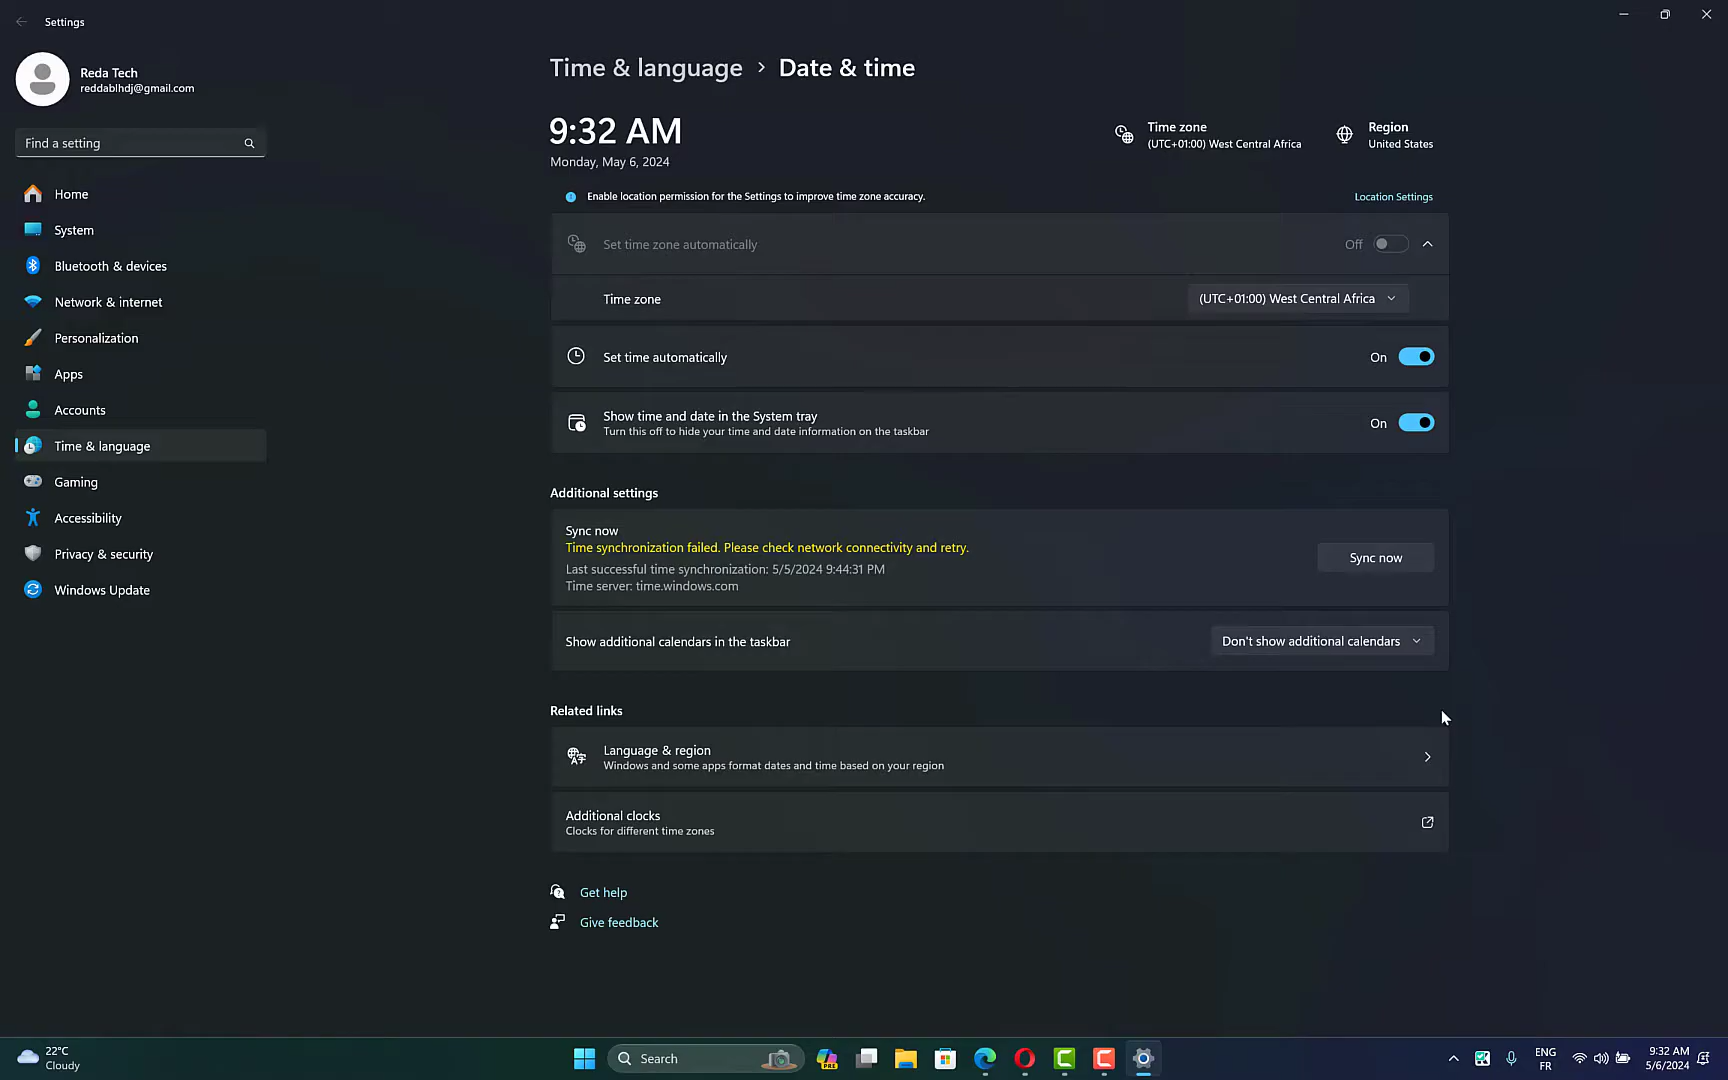 Settings
Reda Tech
reddablhdj@gmail.com
Find a setting
Home
System
Bluetooth & devices
Network & internet
Personalization
Apps
Accounts
Time & language
Gaming
Accessibility
Privacy & security
Windows Update
Time & language > Date & time
9:32 AM
Monday, May 6, 2024
Time zone
(UTC+01:00) West Central Africa
Region
United States
Enable location permission for the Settings to improve time zone accuracy.
Location Settings
Set time zone automatically
Off
Time zone
(UTC+01:00) West Central Africa
Set time automatically
On
Show time and date in the System tray
Turn this off to hide your time and date information on the taskbar
On
Additional settings
Sync now
Time synchronization failed. Please check network connectivity and retry.
Last successful time synchronization: 5/5/2024 9:44:31 PM
Time server: time.windows.com
Sync now
Show additional calendars in the taskbar
Don't show additional calendars
Related links
Language & region
Windows and some apps format dates and time based on your region
Additional clocks
Clocks for different time zones
Get help
Give feedback
22°C
Cloudy
Search
PRE
ENG
FR
9:32 AM
5/6/2024